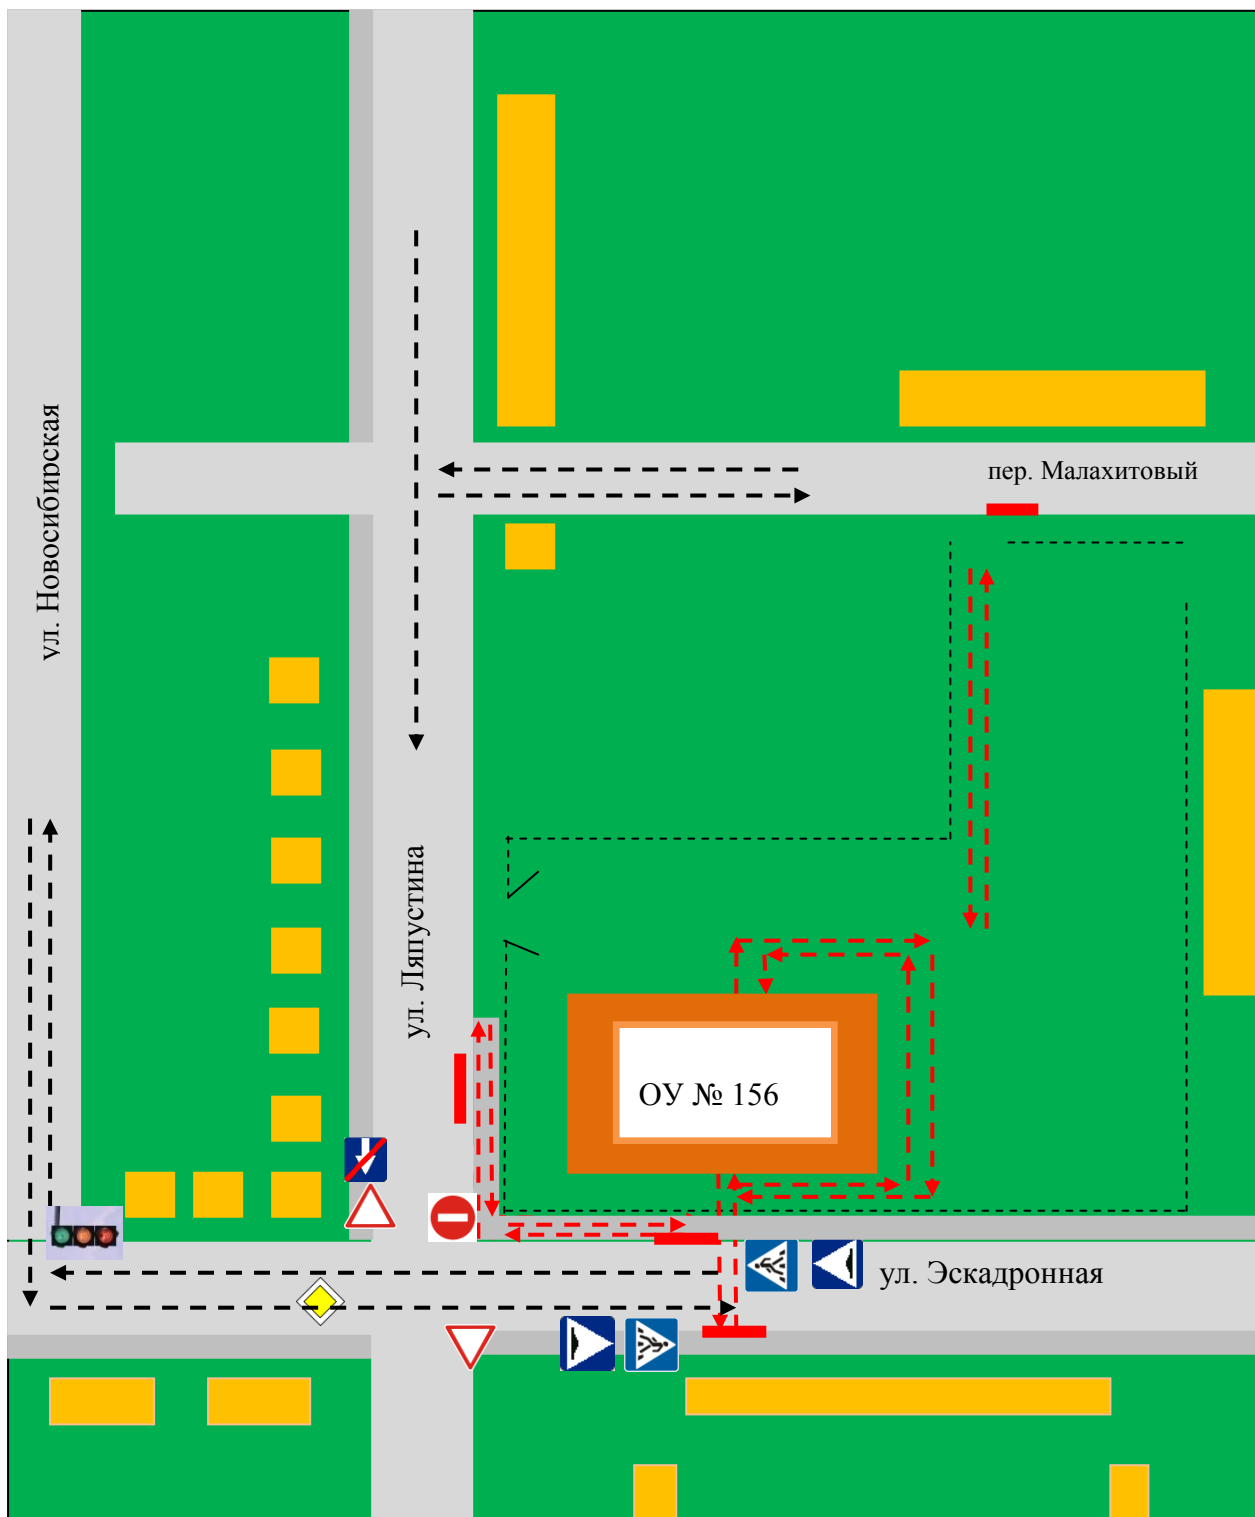 пер. Малахитовый
ул. Новосибирская
ул. Ляпустина
ОУ № 156
ул. Эскадронная